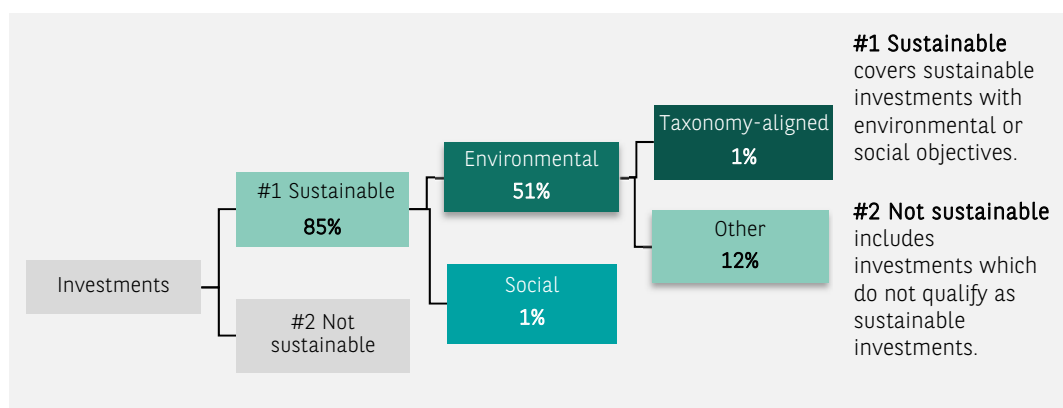 Investments
#1 Sustainable
85%
#2 Not
sustainable
Environmental
51%
Social
1%
Taxonomy-aligned
1%
Other
12%
#1 Sustainable
covers sustainable
investments with
environmental or
social objectives.
#2 Not sustainable
includes
investments which
do not qualify as
sustainable
investments.